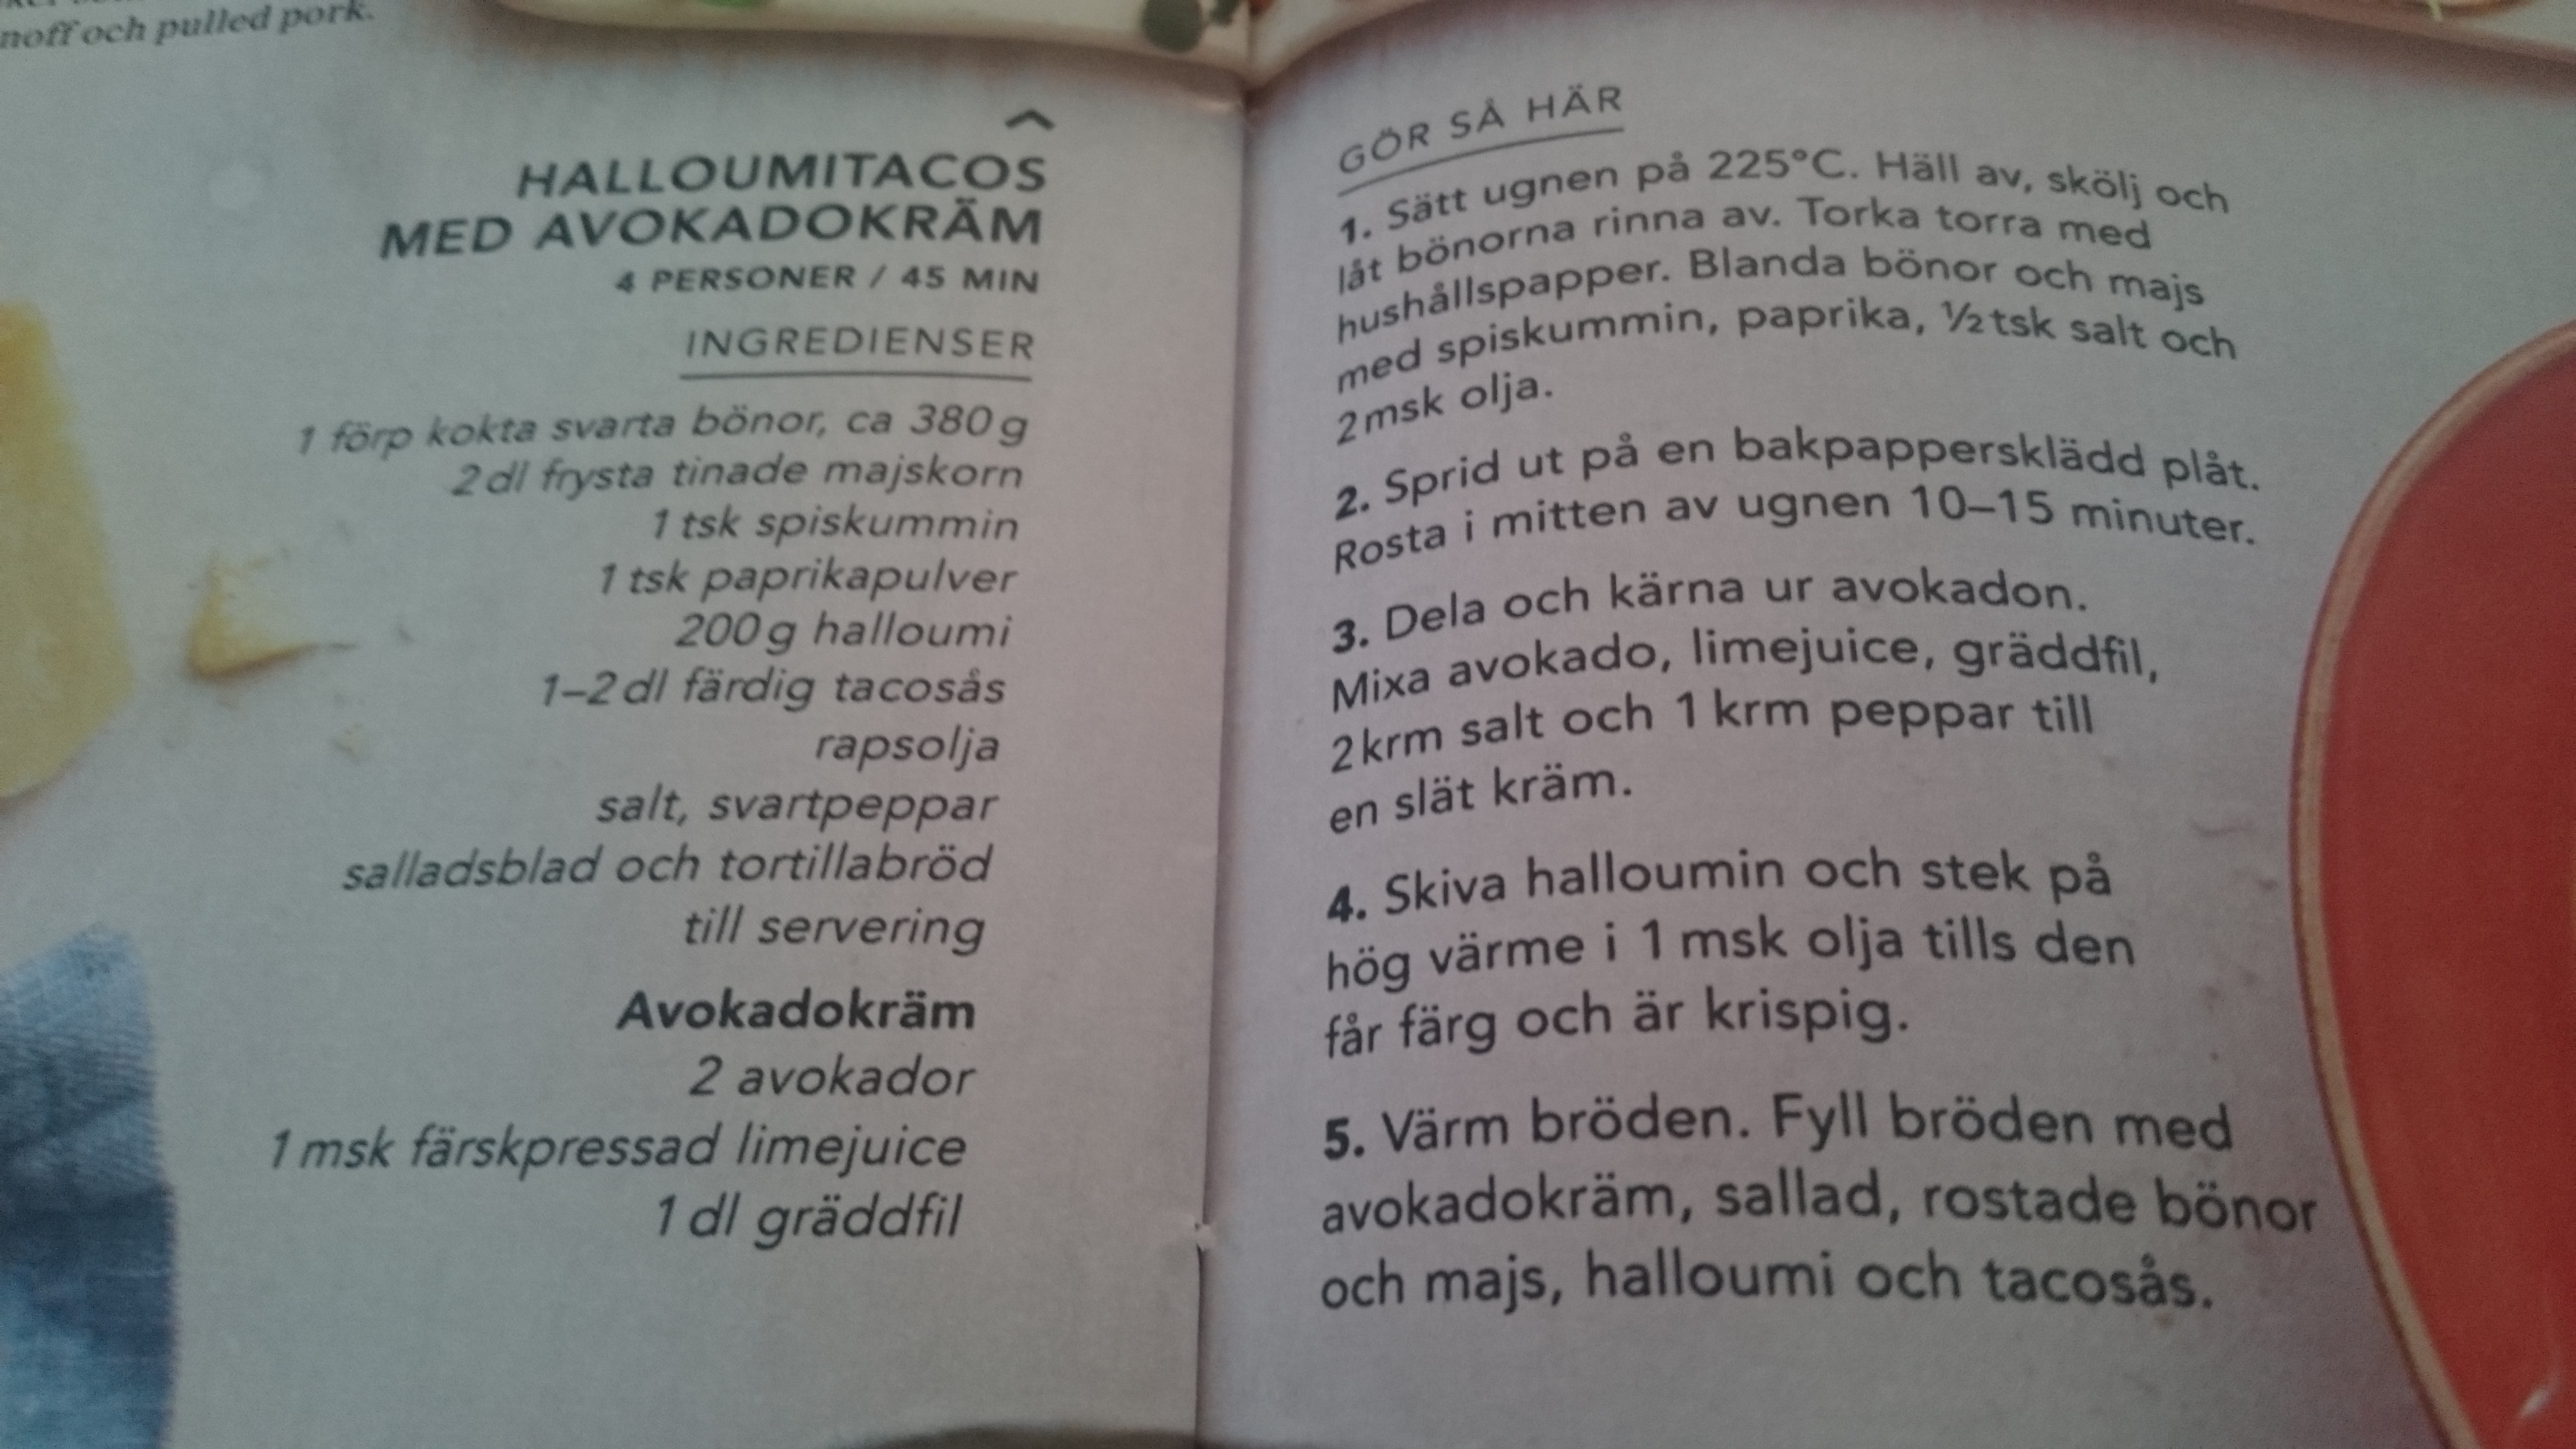 noff och pulled pork.
HALLOUMITACOS
MED AVOKADOKRÄM
4 PERSONER / 45 MIN
INGREDIENSER
1 förp kokta svarta bönor, ca 380 g
2 dl frysta tinade majskorn
1 tsk spiskummin
1 tsk paprikapulver
200 g halloumi
1–2 dl färdig tacosås
rapsolja
salt, svartpeppar
salladsblad och tortillabröd
till servering
Avokadokräm
2 avokador
1 msk färskpressad limejuice
1 dl gräddfil
GÖR SÅ HÄR
1. Sätt ugnen på 225°C. Häll av, skölj och
låt bönorna rinna av. Torka torra med
hushållspapper. Blanda bönor och majs
med spiskummin, paprika, ½ tsk salt och
2 msk olja.
2. Sprid ut på en bakpappersklädd plåt.
Rosta i mitten av ugnen 10–15 minuter.
3. Dela och kärna ur avokadon.
Mixa avokado, limejuice, gräddfil,
2 krm salt och 1 krm peppar till
en slät kräm.
4. Skiva halloumin och stek på
hög värme i 1 msk olja tills den
får färg och är krispig.
5. Värm bröden. Fyll bröden med
avokadokräm, sallad, rostade bönor
och majs, halloumi och tacosås.